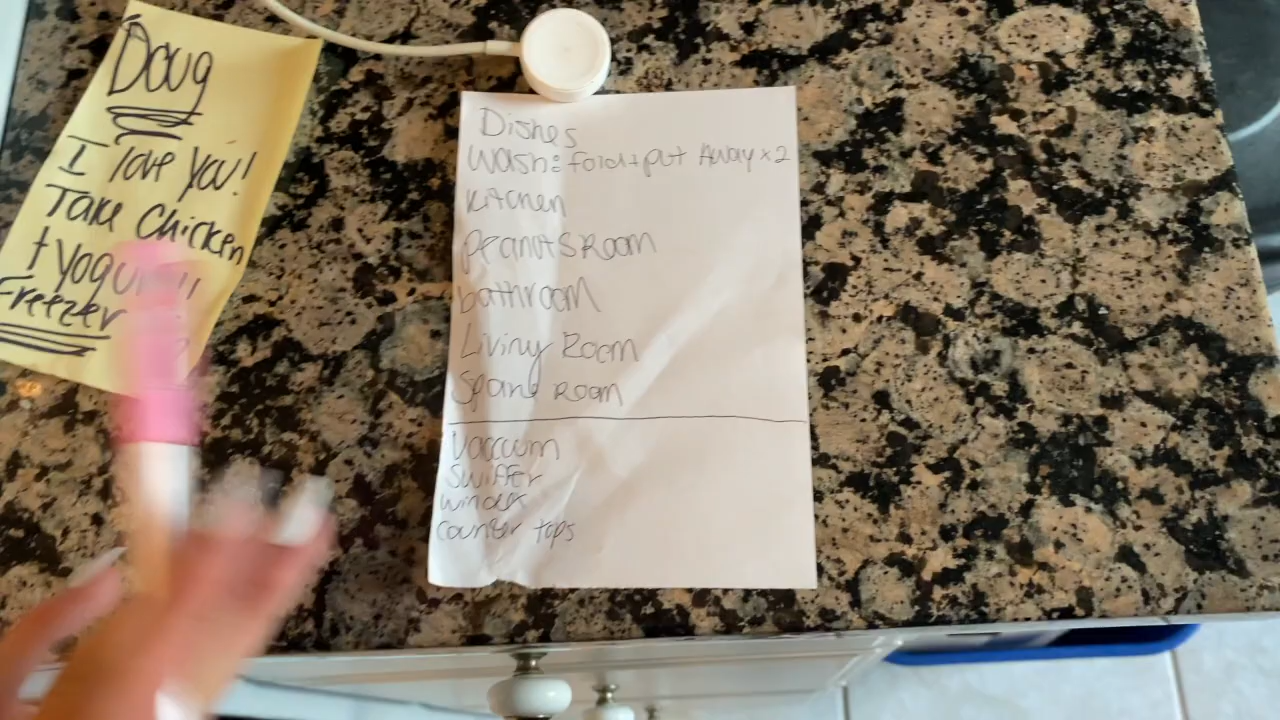 Doug
I love you!
Take Chicken
+ yogurt!!
Freezer
Dishes
Wash: fold + put Away x2
Kitchen
peanuts Room
bathroom
Living Room
Spare Room
Vaccum
SwifFer
windex
counter tops